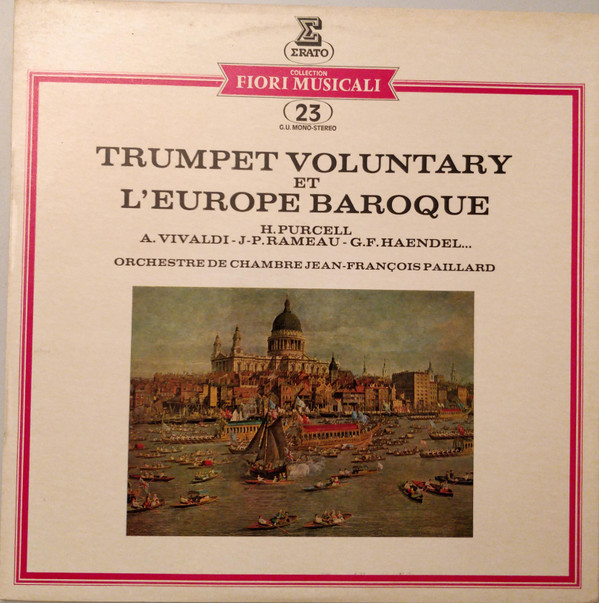 ERATO
COLLECTION
FIORI MUSICALI
23
G.U. MONO-STEREO
TRUMPET VOLUNTARY
ET
L'EUROPE BAROQUE
H.PURCELL
A.VIVALDI-J-P.RAMEAU-G.F.HAENDEL...
ORCHESTRE DE CHAMBRE JEAN-FRANÇOIS PAILLARD